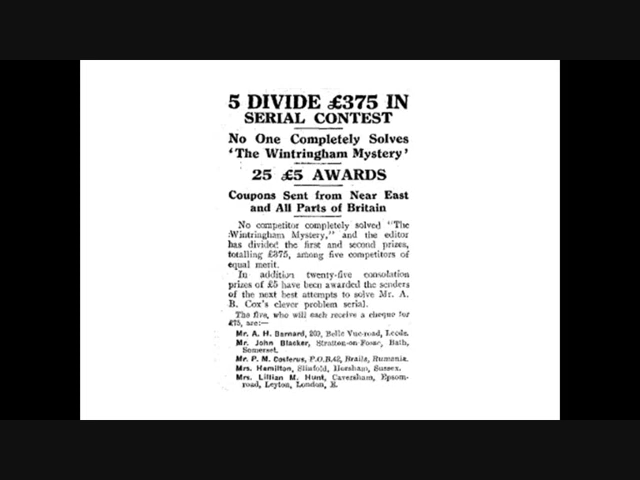 5 DIVIDE £375 IN
SERIAL CONTEST
No One Completely Solves
'The Wintringham Mystery'
25 £5 AWARDS
Coupons Sent from Near East
and All Parts of Britain
No competitor completely solved "The
Wintringham Mystery," and the editor
has divided the first and second prizes,
totalling £375, among five competitors of
equal merit.
In addition twenty-five consolation
prizes of £5 have been awarded the senders
of the next best attempts to solve Mr. A.
B. Cox's clever problem serial.
The five, who will each receive a cheque for
£75, are:—
Mr. A. H. Barnard, 209, Belle Vue-road, Leeds.
Mr. John Blacker, Stratton-on-Fosse, Bath,
Somerset.
Mr. P. M. Costerus, P.O.B.42, Braila, Rumania.
Mrs. Hamilton, Slinfold, Horsham, Sussex.
Mrs. Lillian M. Hunt, Caversham, Epsom-
road, Leyton, London, E.